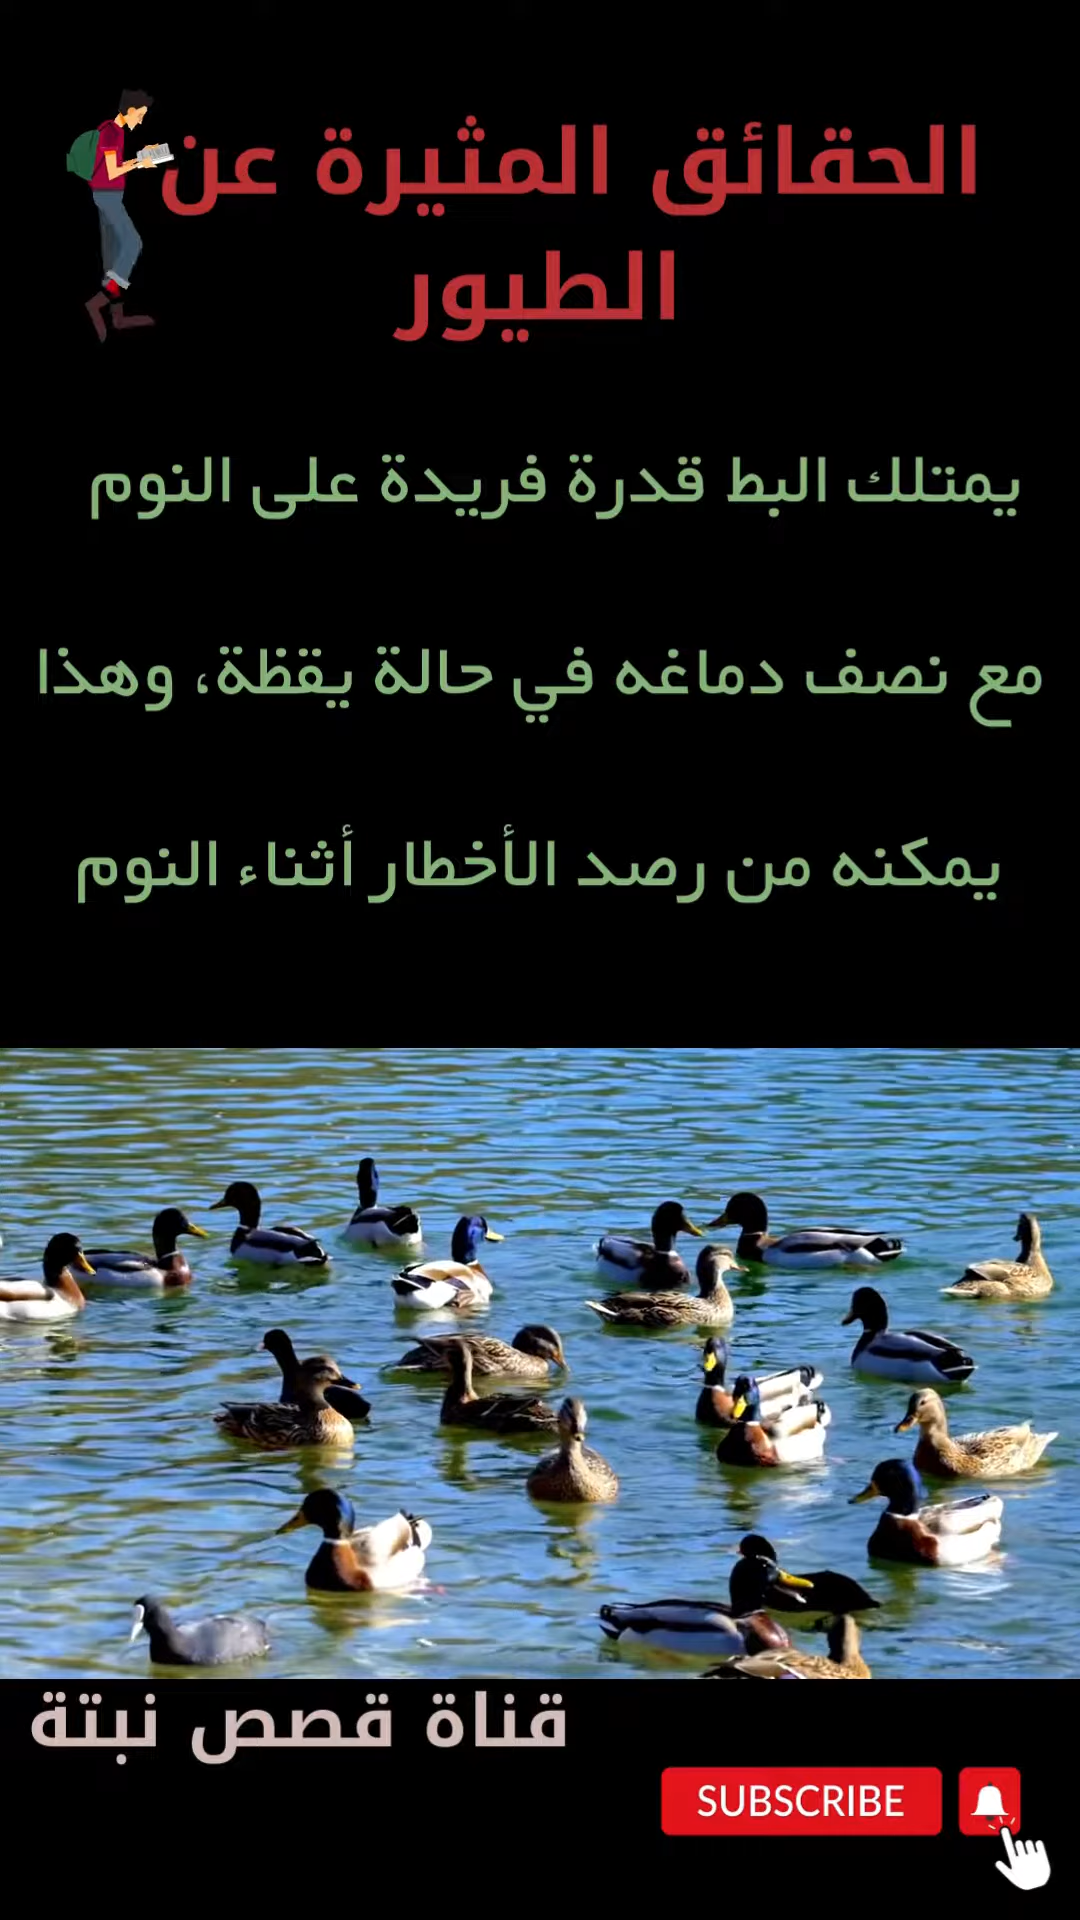 الحقائق المثيرة عن
الطيور
يمتلك البط قدرة فريدة على النوم
مع نصف دماغه في حالة يقظة، وهذا
يمكنه من رصد الأخطار أثناء النوم
قناة قصص نبتة
SUBSCRIBE